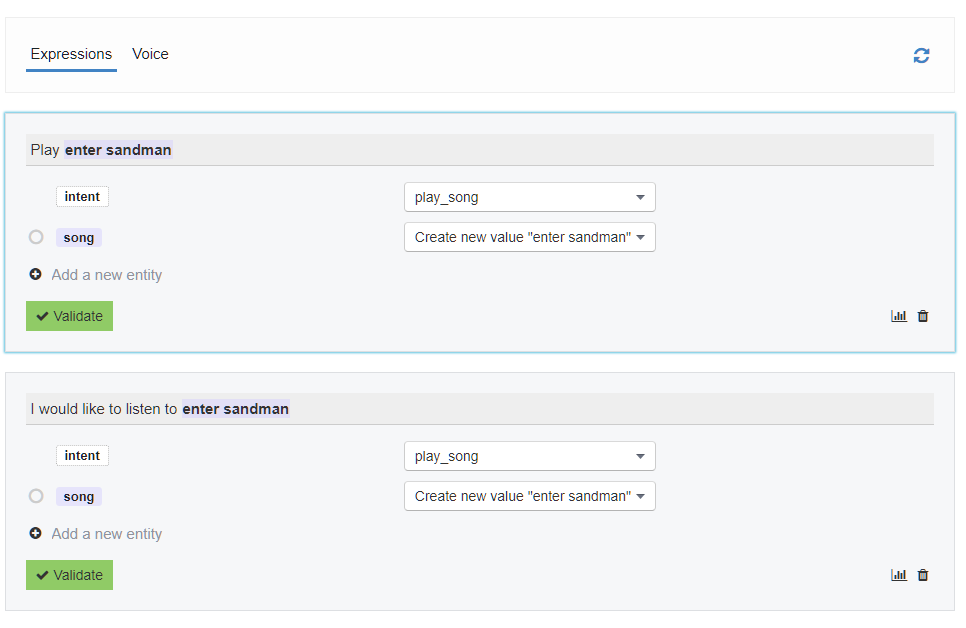 Expressions Voice
Play enter sandman
intent play_song
song Create new value "enter sandman"
Add a new entity
Validate
I would like to listen to enter sandman
intent play_song
song Create new value "enter sandman"
Add a new entity
Validate